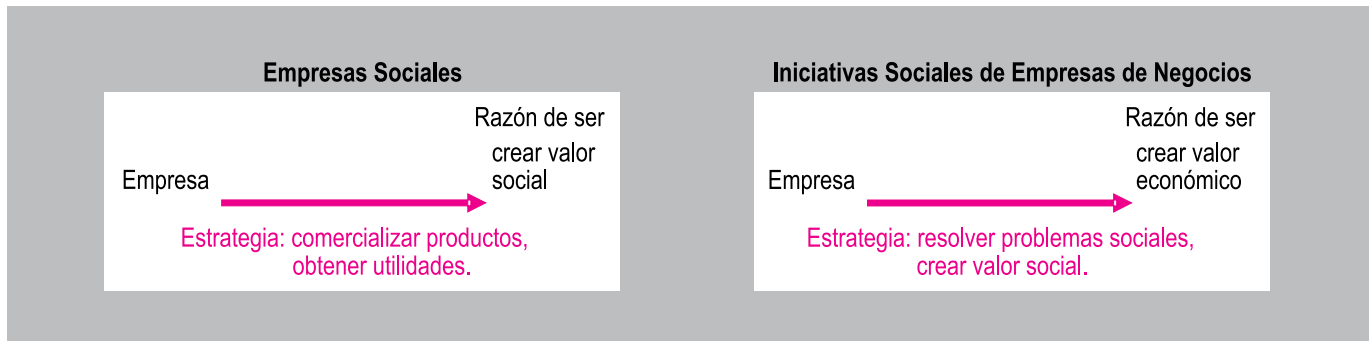 Empresas Sociales
Razón de ser
crear valor
social
Empresa
Estrategia: comercializar productos,
obtener utilidades.
Iniciativas Sociales de Empresas de Negocios
Razón de ser
crear valor
económico
Empresa
Estrategia: resolver problemas sociales,
crear valor social.